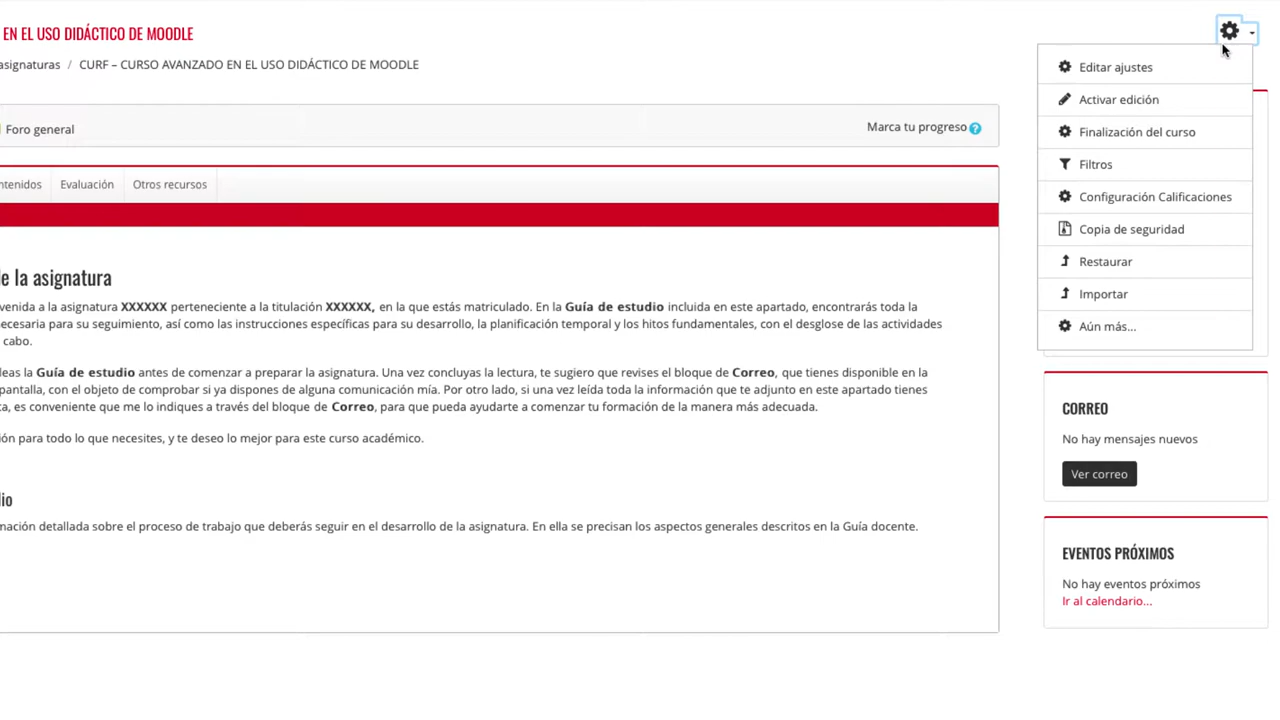 EN EL USO DIDÁCTICO DE MOODLE
asignaturas / CURF – CURSO AVANZADO EN EL USO DIDÁCTICO DE MOODLE
Foro general
Marca tu progreso
ntenidos
Evaluación
Otros recursos
e la asignatura
venida a la asignatura XXXXXX perteneciente a la titulación XXXXXX, en la que estás matriculado. En la Guía de estudio incluida en este apartado, encontrarás toda la
ecesaria para su seguimiento, así como las instrucciones específicas para su desarrollo, la planificación temporal y los hitos fundamentales, con el desglose de las actividades
cabo.
eas la Guía de estudio antes de comenzar a preparar la asignatura. Una vez concluyas la lectura, te sugiero que revises el bloque de Correo, que tienes disponible en la
pantalla, con el objeto de comprobar si ya dispones de alguna comunicación mía. Por otro lado, si una vez leída toda la información que te adjunto en este apartado tienes
a, es conveniente que me lo indiques a través del bloque de Correo, para que pueda ayudarte a comenzar tu formación de la manera más adecuada.
ión para todo lo que necesites, y te deseo lo mejor para este curso académico.
io
mación detallada sobre el proceso de trabajo que deberás seguir en el desarrollo de la asignatura. En ella se precisan los aspectos generales descritos en la Guía docente.
Editar ajustes
Activar edición
Finalización del curso
Filtros
Configuración Calificaciones
Copia de seguridad
Restaurar
Importar
Aún más...
CORREO
No hay mensajes nuevos
Ver correo
EVENTOS PRÓXIMOS
No hay eventos próximos
Ir al calendario...